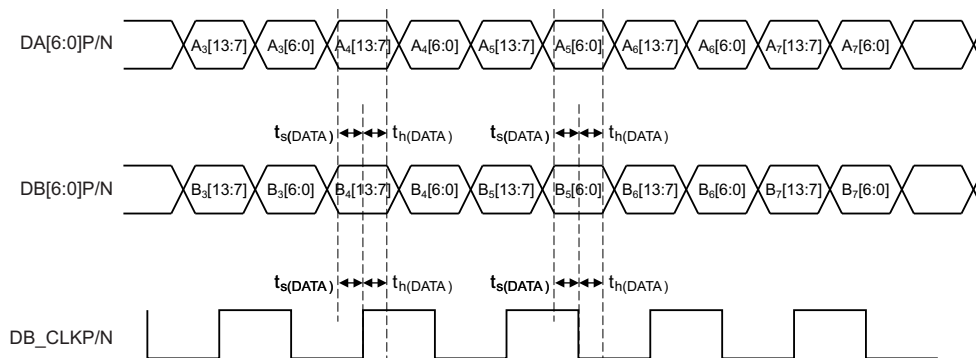 DA[6:0]P/N A₃[13:7] A₃[6:0] A₄[13:7] A₄[6:0] A₅[13:7] A₅[6:0] A₆[13:7] A₆[6:0] A₇[13:7] A₇[6:0]
ts(DATA) th(DATA) ts(DATA) th(DATA)
DB[6:0]P/N B₃[13:7] B₃[6:0] B₄[13:7] B₄[6:0] B₅[13:7] B₅[6:0] B₆[13:7] B₆[6:0] B₇[13:7] B₇[6:0]
ts(DATA) th(DATA) ts(DATA) th(DATA)
DB_CLKP/N